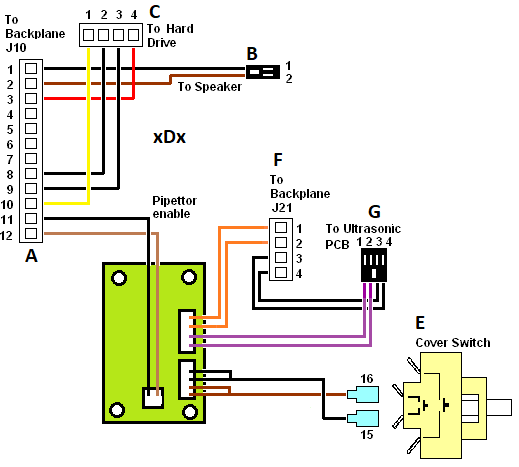 To
Backplane
J10
1
2
3
4
5
6
7
8
9
10
11
12
A
C
1 2 3 4
To Hard
Drive
B
1
2
To Speaker
xDx
Pipettor
enable
F
To
Backplane
J21
1
2
3
4
G
To Ultrasonic
PCB 1 2 3 4
E
Cover Switch
16
15